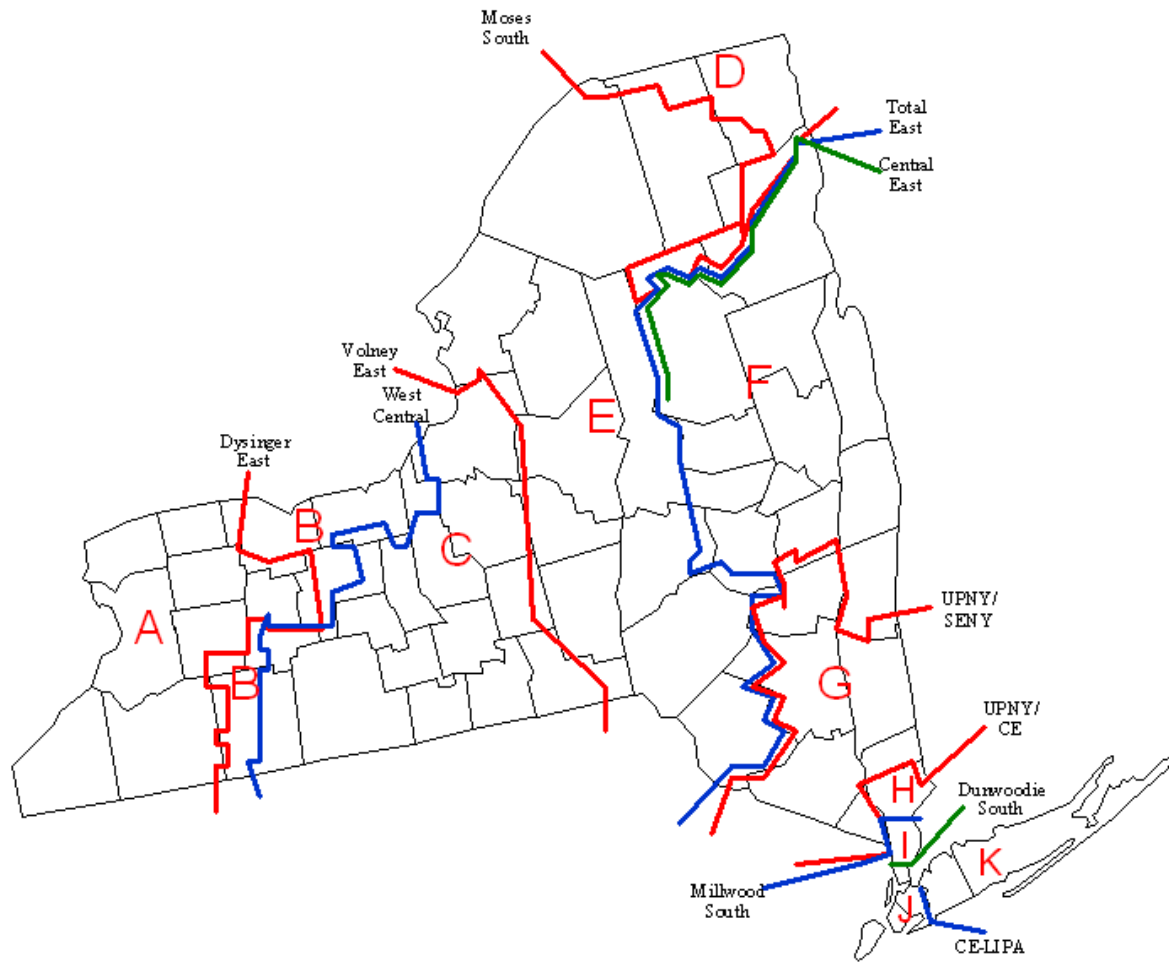 Moses
South
D
Total
East
Central
East
Volney
East
West
Central
F
E
Dysinger
East
B
C
A
UPNY/
SENY
B
G
UPNY/
CE
H
Dunwoodie
South
I
K
Millwood
South
J
CE-LIPA